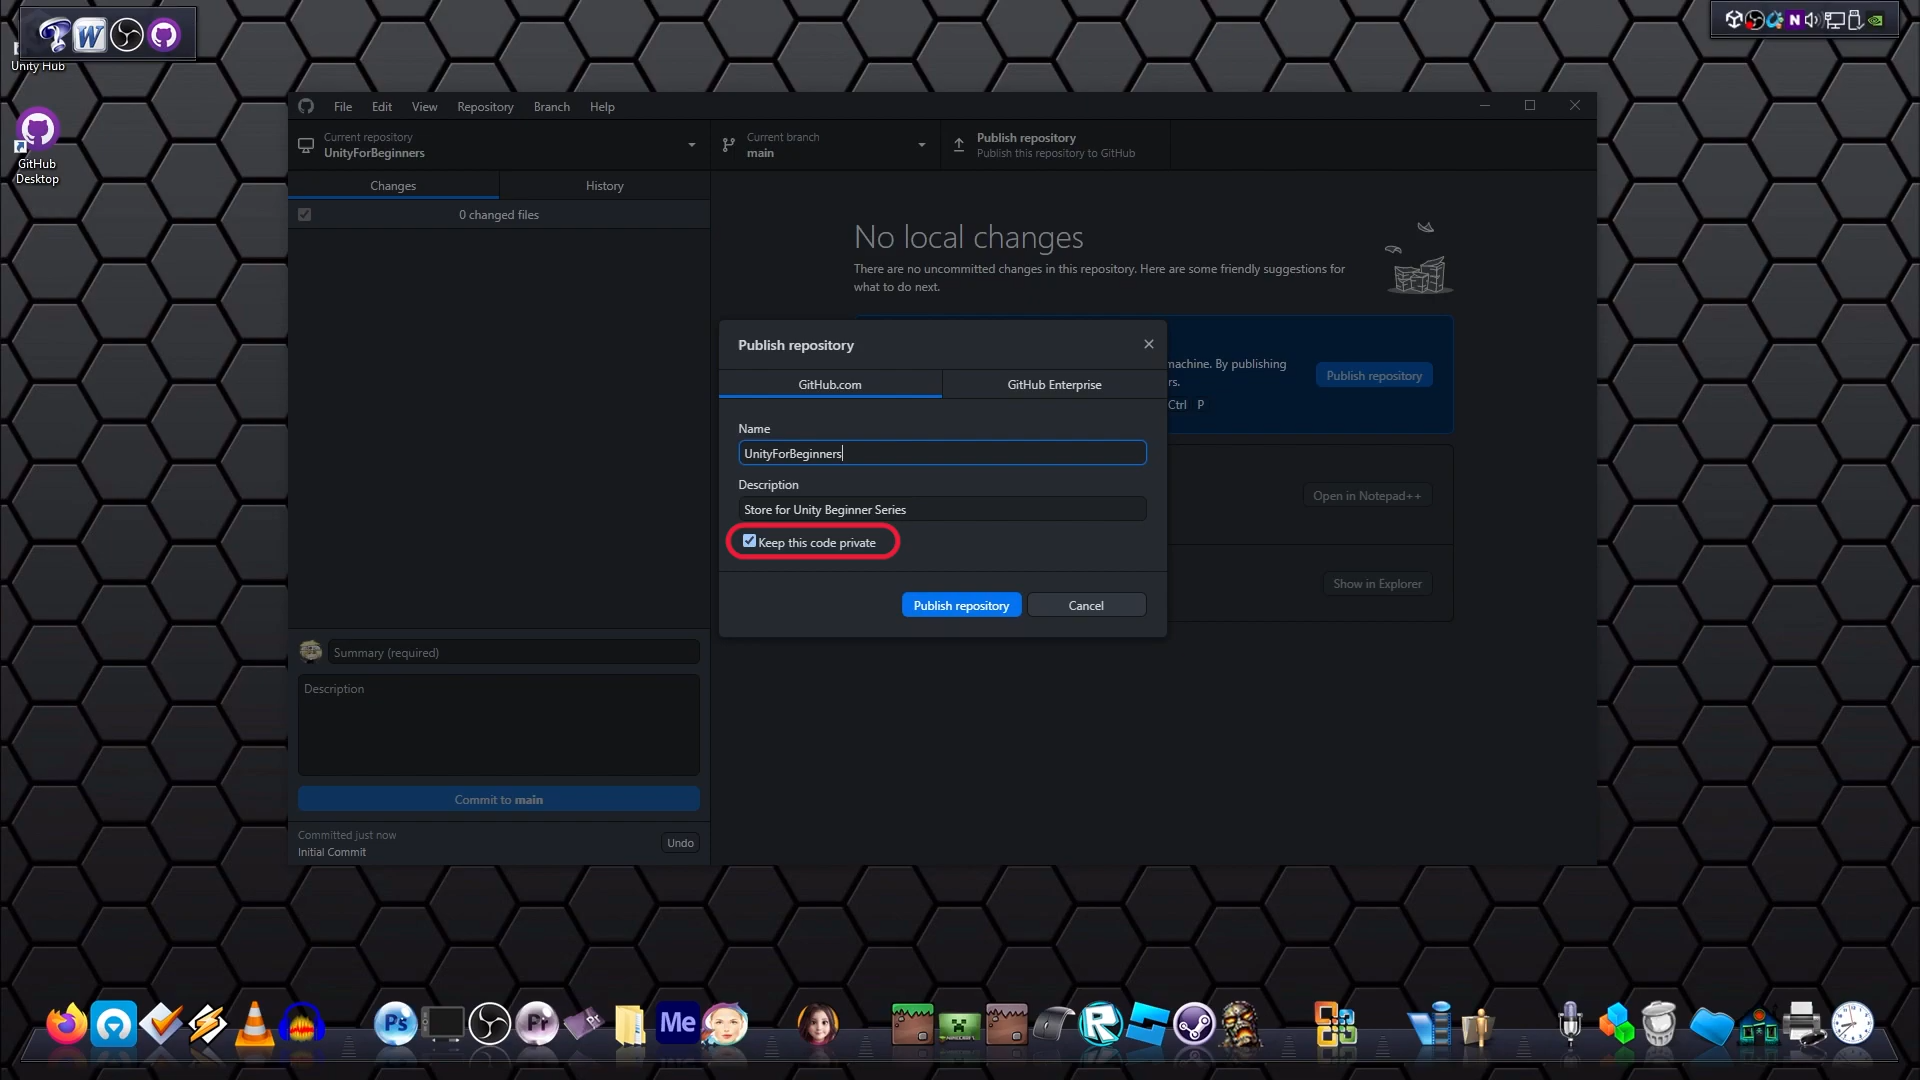 Unity Hub
GitHub
Desktop
File Edit View Repository Branch Help
Current repository
UnityForBeginners
Current branch
main
Publish repository
Publish this repository to GitHub
Changes
History
0 changed files
No local changes
There are no uncommitted changes in this repository. Here are some friendly suggestions for
what to do next.
Publish repository
GitHub.com
GitHub Enterprise
machine. By publishing
rs.
Ctrl P
Publish repository
Name
UnityForBeginners
Description
Store for Unity Beginner Series
Keep this code private
Publish repository
Cancel
Open in Notepad++
Show in Explorer
Summary (required)
Description
Commit to main
Committed just now
Initial Commit
Undo
W
N
Ps
Pr
Pr
Me
MINECRAFT